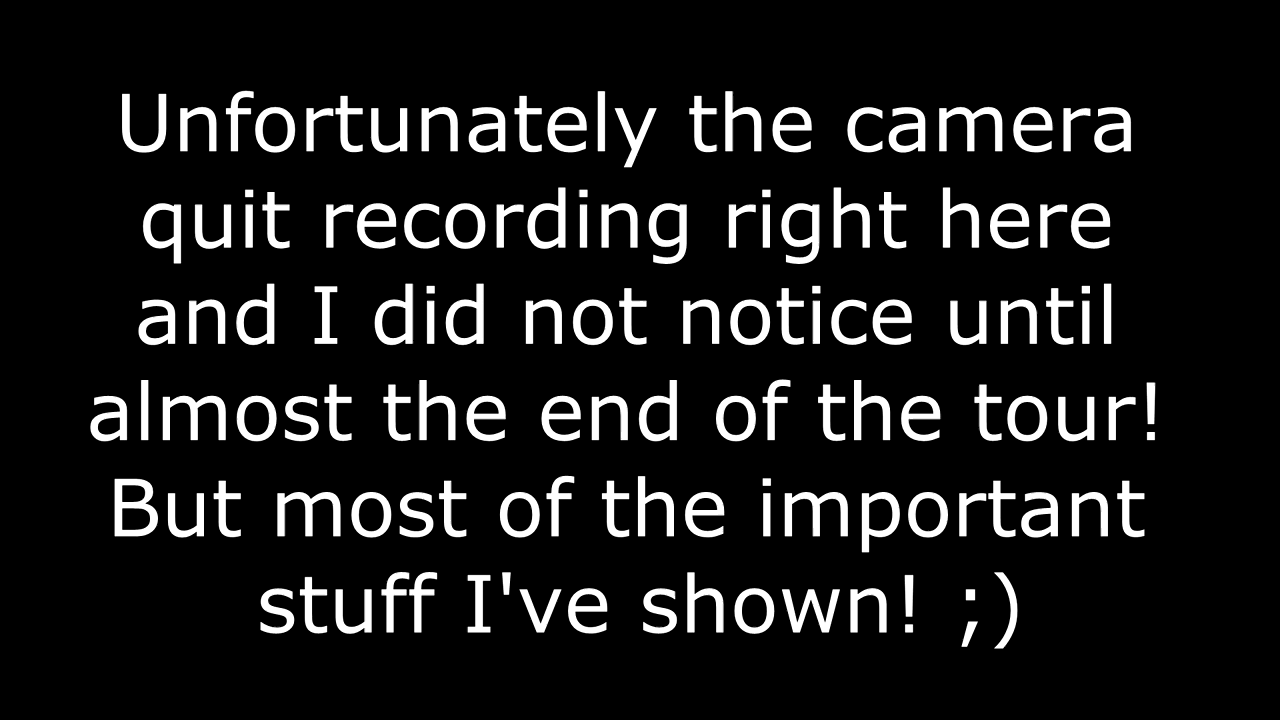 Unfortunately the camera
quit recording right here
and I did not notice until
almost the end of the tour!
But most of the important
stuff I've shown! ;)